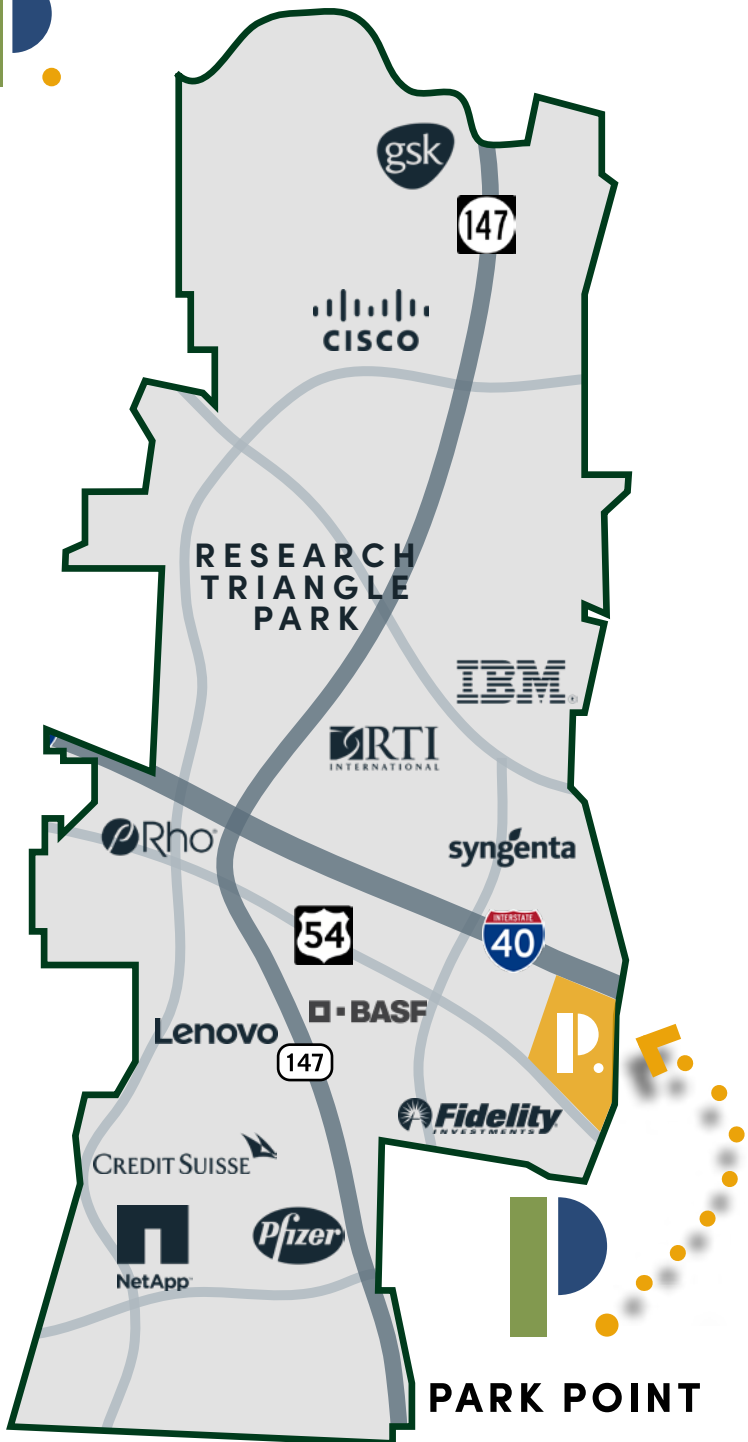 gsk
147
CISCO
RESEARCH
TRIANGLE
PARK
IBM®
RTI
INTERNATIONAL
Rho®
syngenta
54
INTERSTATE
40
BASF
Lenovo
P.
147
Fidelity
INVESTMENTS
CREDIT SUISSE
NetApp
Pfizer
PARK POINT